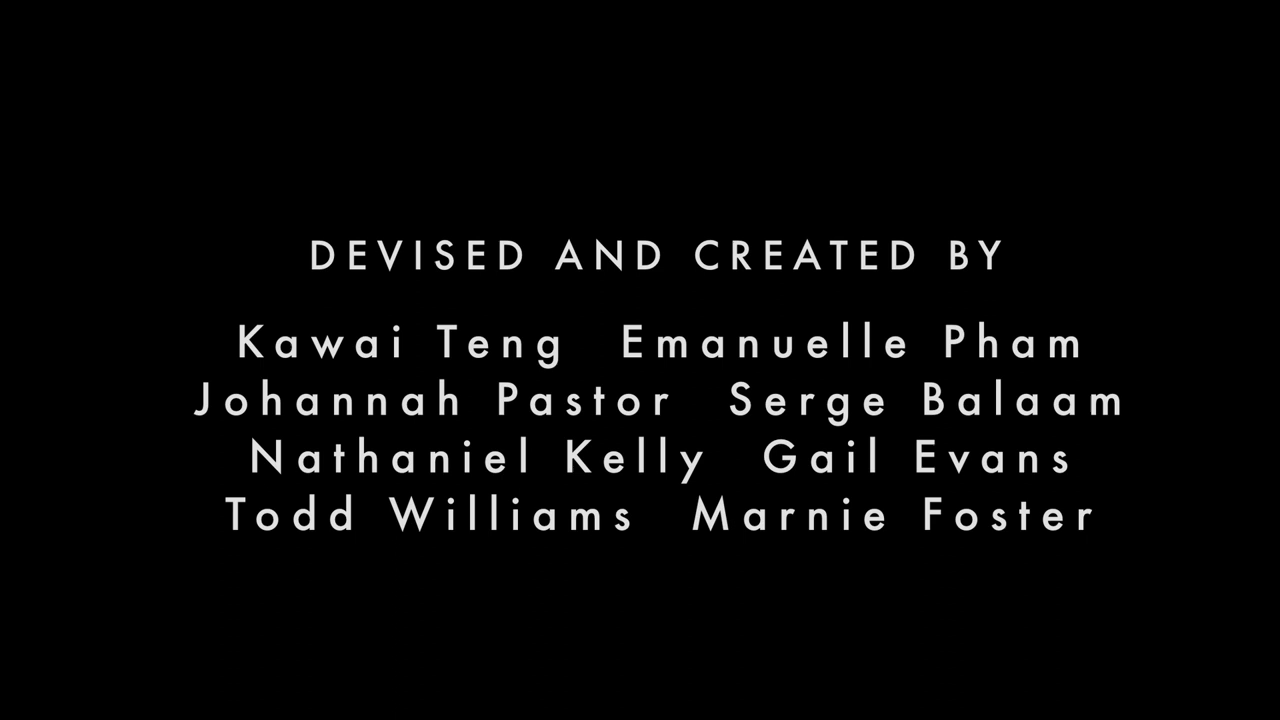 DEVISED AND CREATED BY
Kawai Teng Emanuelle Pham
Johannah Pastor Serge Balaam
Nathaniel Kelly Gail Evans
Todd Williams Marnie Foster